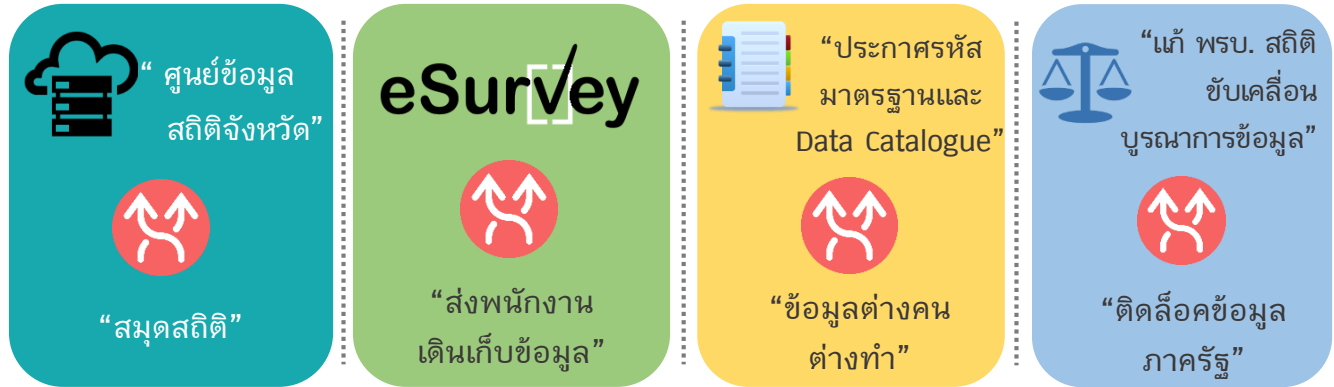 “ ศูนย์ข้อมูล
สถิติจังหวัด”
“สมุดสถิติ”
eSurvey
“ส่งพนักงาน
เดินเก็บข้อมูล”
“ประกาศรหัส
มาตรฐานและ
Data Catalogue”
“ข้อมูลต่างคน
ต่างทำ”
“แก้ พรบ. สถิติ
ขับเคลื่อน
บูรณาการข้อมูล”
“ติดล็อคข้อมูล
ภาครัฐ”